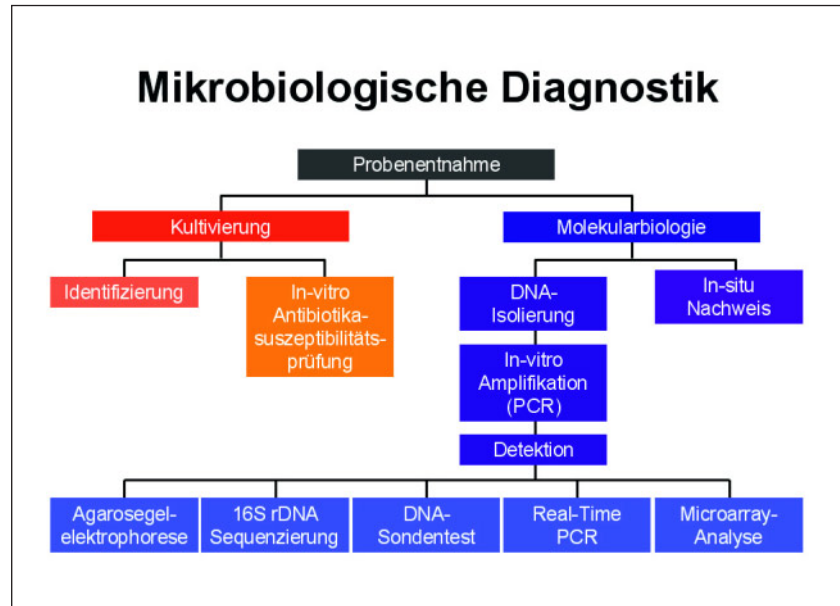 Mikrobiologische Diagnostik
Probenentnahme
Kultivierung
Molekularbiologie
Identifizierung
In-vitro
Antibiotika-
suszeptibilitäts-
prüfung
DNA-
Isolierung
In-situ
Nachweis
In-vitro
Amplifikation
(PCR)
Detektion
Agarosegel-
elektrophorese
16S rDNA
Sequenzierung
DNA-
Sondentest
Real-Time
PCR
Microarray-
Analyse